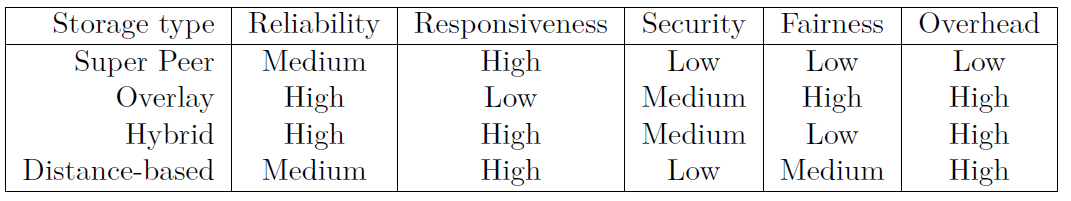 Storage type Reliability Responsiveness Security Fairness Overhead
Super Peer Medium High Low Low Low
Overlay High Low Medium High High
Hybrid High High Medium Low High
Distance-based Medium High Low Medium High